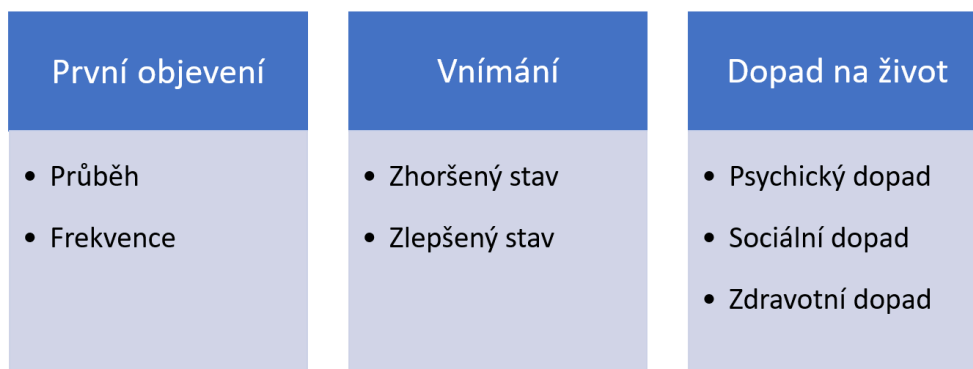 První objevení
• Průběh
• Frekvence
Vnímání
• Zhoršený stav
• Zlepšený stav
Dopad na život
• Psychický dopad
• Sociální dopad
• Zdravotní dopad